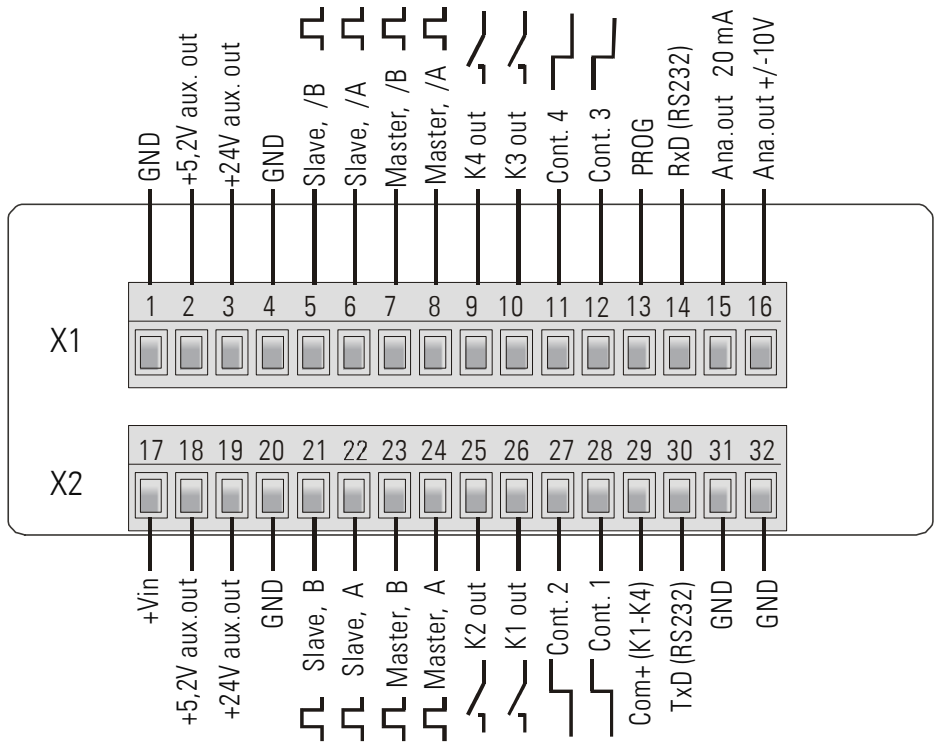 GND
+5,2V aux. out
+24V aux. out
GND
Slave, /B
Slave, /A
Master, /B
Master, /A
K4 out
K3 out
Cont. 4
Cont. 3
PROG
RxD (RS232)
Ana.out 20 mA
Ana.out +/-10V
1 2 3 4 5 6 7 8 9 10 11 12 13 14 15 16
X1
17 18 19 20 21 22 23 24 25 26 27 28 29 30 31 32
X2
+Vin
+5,2V aux.out
+24V aux.out
GND
Slave, B
Slave, A
Master, B
Master, A
K2 out
K1 out
Cont. 2
Cont. 1
Com+ (K1-K4)
TxD (RS232)
GND
GND